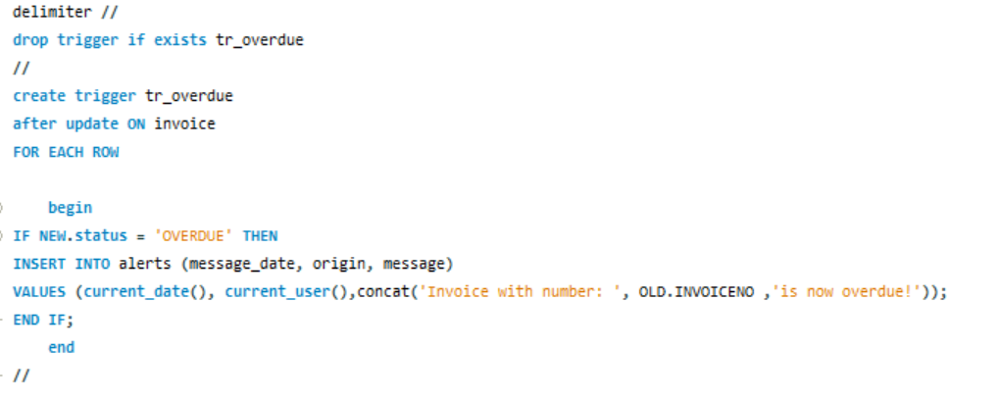 delimiter //
drop trigger if exists tr_overdue
//
create trigger tr_overdue
after update ON invoice
FOR EACH ROW
begin
IF NEW.status = 'OVERDUE' THEN
INSERT INTO alerts (message_date, origin, message)
VALUES (current_date(), current_user(),concat('Invoice with number: ', OLD.INVOICENO ,'is now overdue!'));
END IF;
end
//